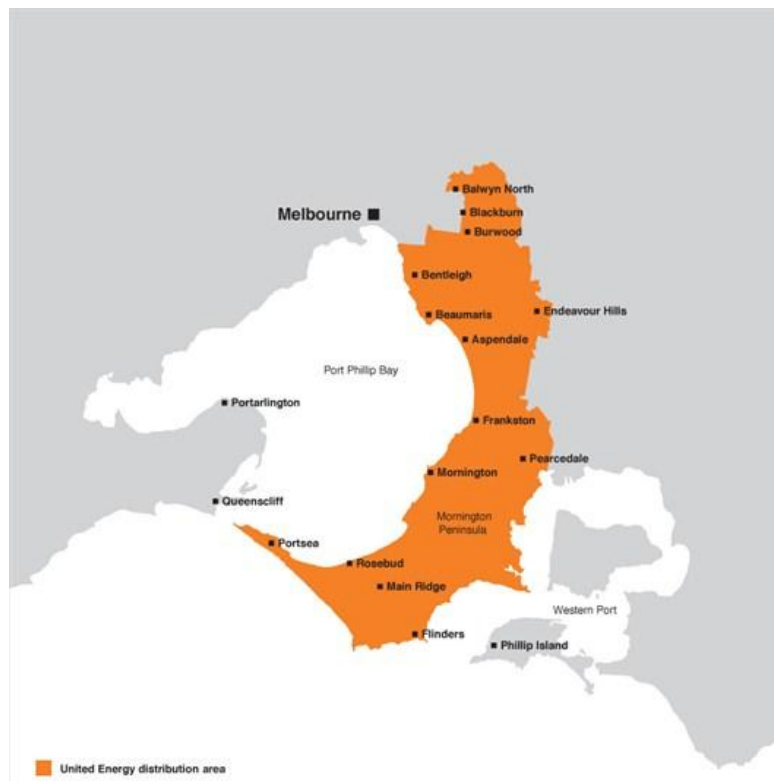 Balwyn North
Melbourne
Blackburn
Burwood
Bentleigh
Beaumaris
Endeavour Hills
Aspendale
Port Phillip Bay
Portarlington
Frankston
Pearcedale
Mornington
Queenscliff
Mornington
Peninsula
Portsea
Rosebud
Main Ridge
Western Port
Flinders
Phillip Island
United Energy distribution area